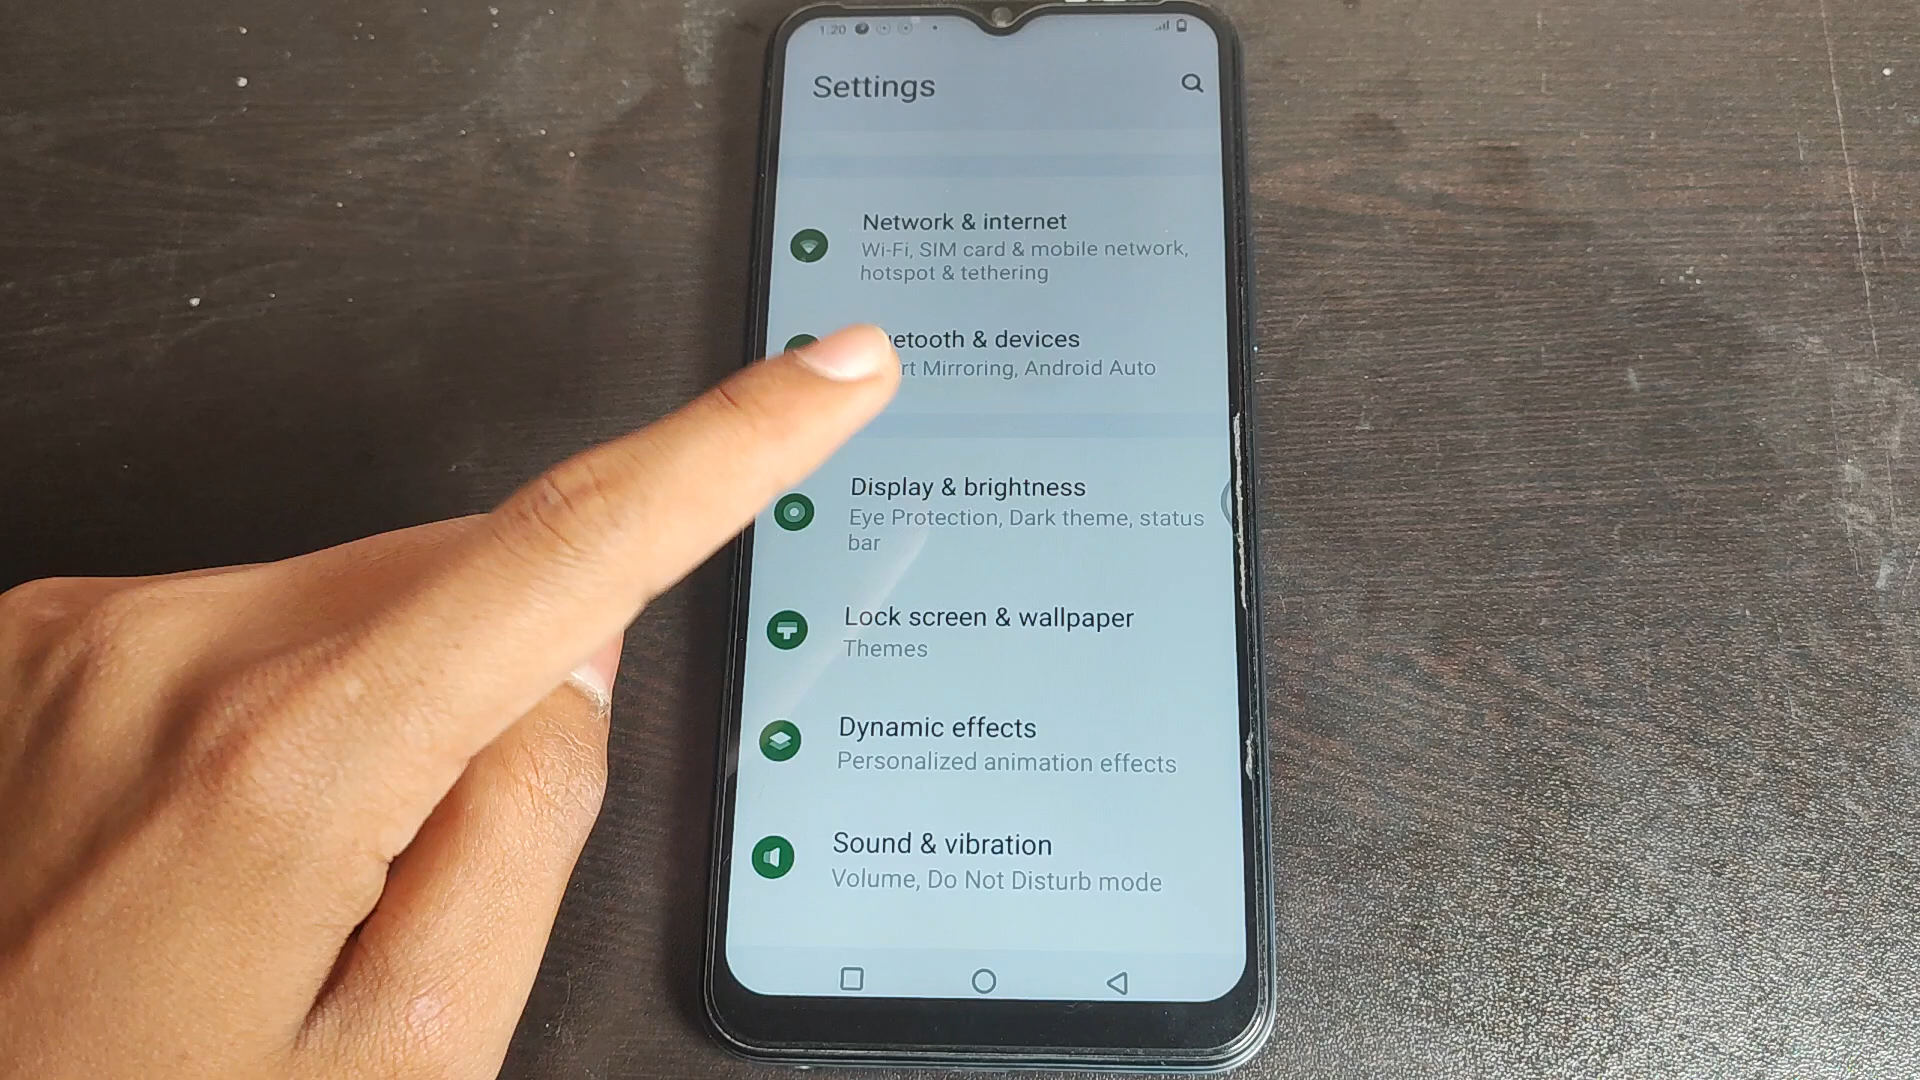 1:20
Settings
Network & internet
Wi-Fi, SIM card & mobile network,
hotspot & tethering
etooth & devices
rt Mirroring, Android Auto
Display & brightness
Eye Protection, Dark theme, status
bar
Lock screen & wallpaper
Themes
Dynamic effects
Personalized animation effects
Sound & vibration
Volume, Do Not Disturb mode